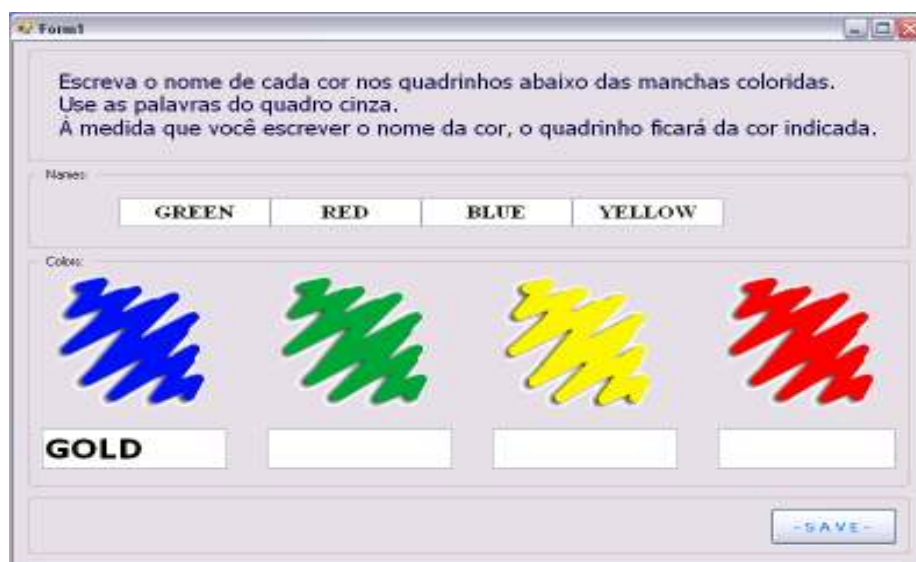 Form1
Escreva o nome de cada cor nos quadrinhos abaixo das manchas coloridas.
Use as palavras do quadro cinza.
À medida que você escrever o nome da cor, o quadrinho ficará da cor indicada.
Names:
GREEN RED BLUE YELLOW
Colors:
GOLD
-SAVE-